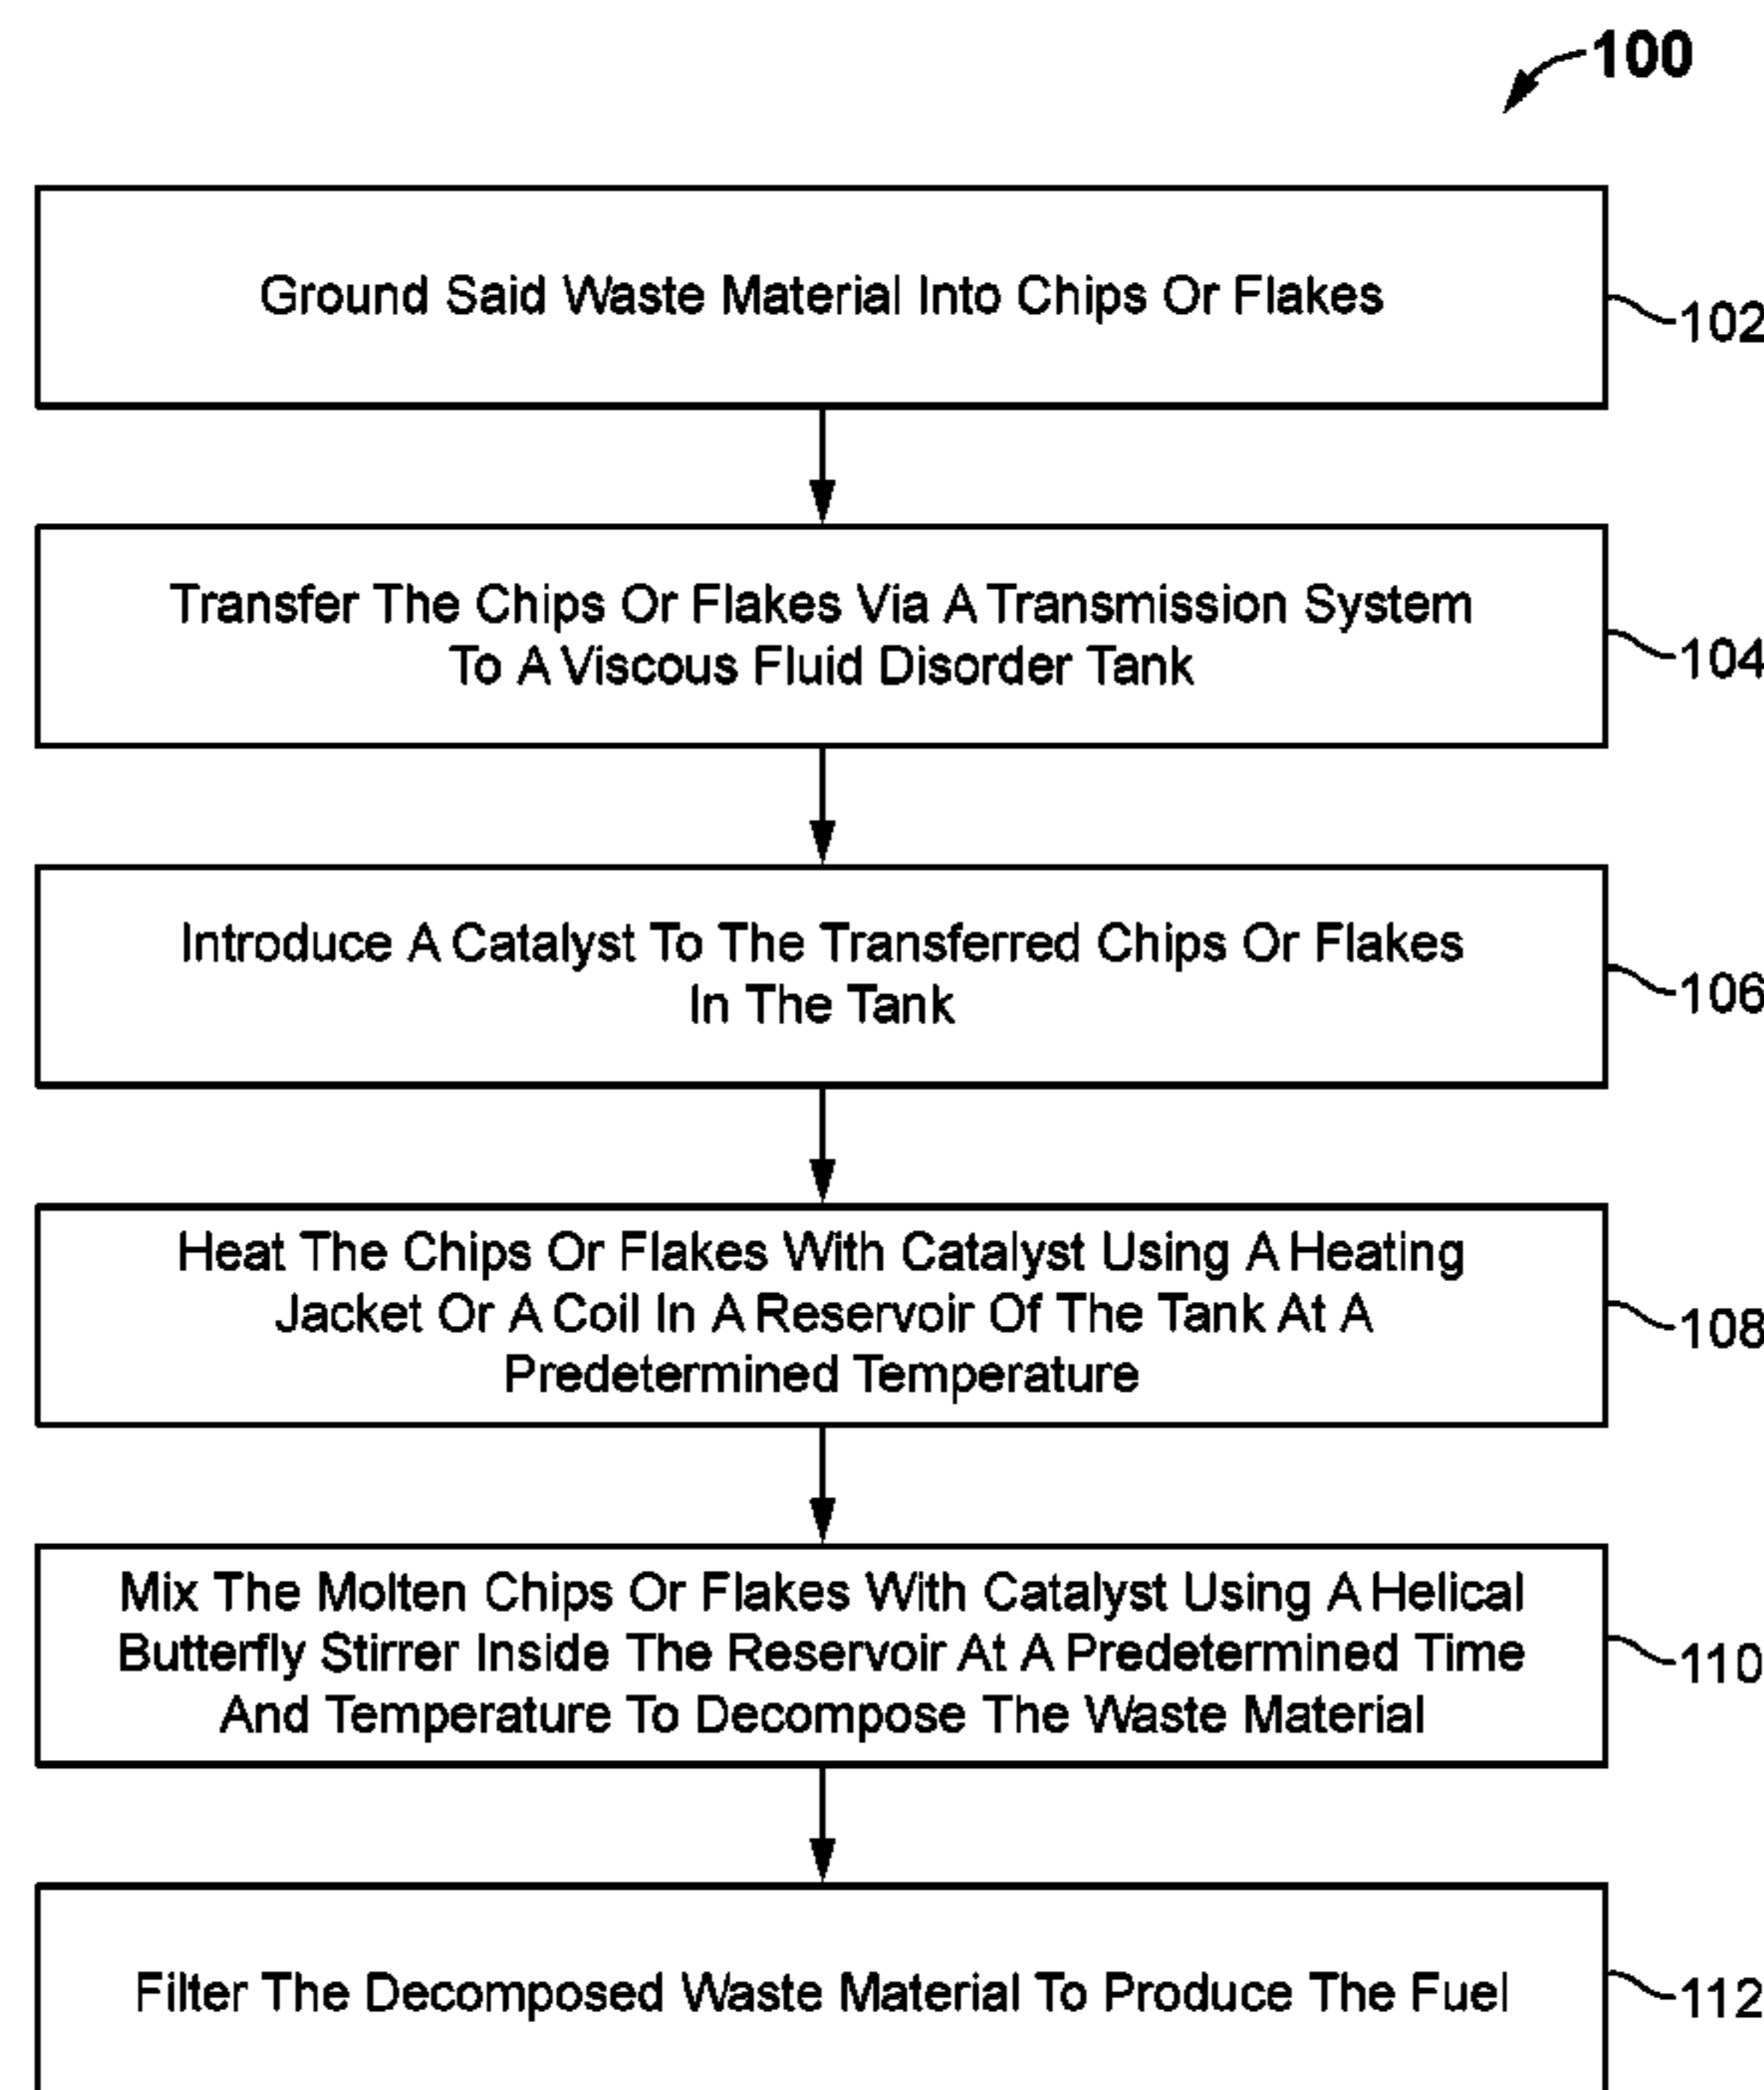 100
Ground Said Waste Material Into Chips Or Flakes
102
Transfer The Chips Or Flakes Via A Transmission System
To A Viscous Fluid Disorder Tank
104
Introduce A Catalyst To The Transferred Chips Or Flakes
In The Tank
106
Heat The Chips Or Flakes With Catalyst Using A Heating
Jacket Or A Coil In A Reservoir Of The Tank At A
Predetermined Temperature
108
Mix The Molten Chips Or Flakes With Catalyst Using A Helical
Butterfly Stirrer Inside The Reservoir At A Predetermined Time
And Temperature To Decompose The Waste Material
110
Filter The Decomposed Waste Material To Produce The Fuel
112